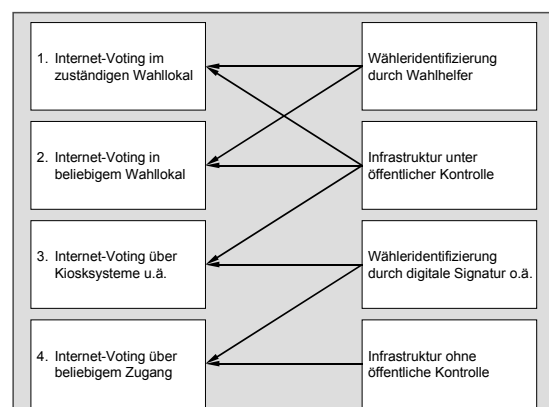 1. Internet-Voting im
zuständigen Wahllokal
Wähleridentifizierung
durch Wahlhelfer
2. Internet-Voting in
beliebigem Wahllokal
Infrastruktur unter
öffentlicher Kontrolle
3. Internet-Voting über
Kiosksysteme u.ä.
Wähleridentifizierung
durch digitale Signatur o.ä.
4. Internet-Voting über
beliebigem Zugang
Infrastruktur ohne
öffentliche Kontrolle